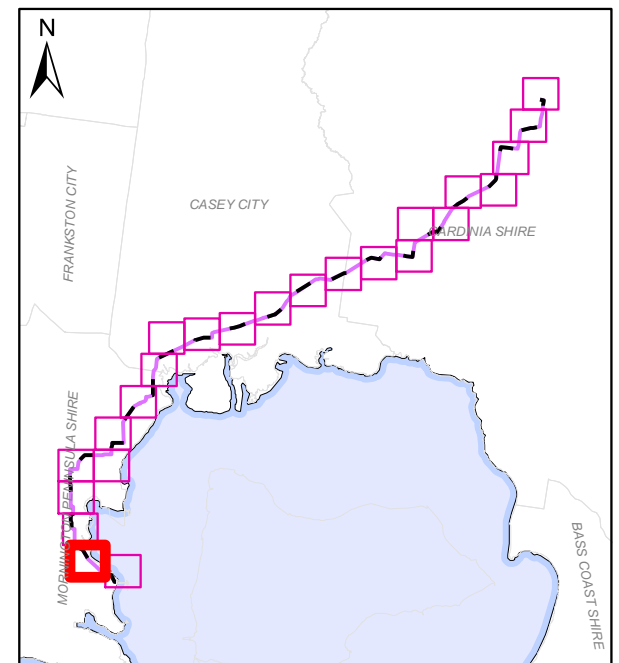 N
FRANKSTON CITY
CASEY CITY
CARDINIA SHIRE
MORNINGTON PENINSULA SHIRE
BASS COAST SHIRE